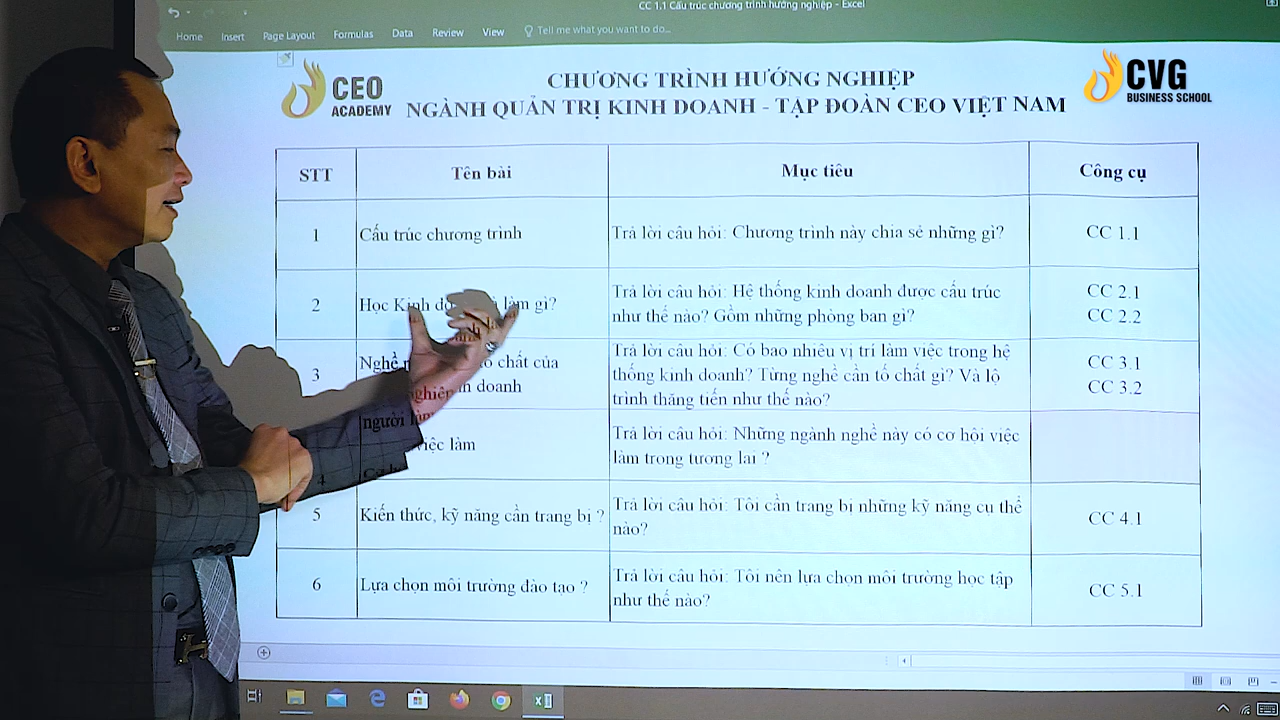 CC 1.1 Cấu trúc chương trình hướng nghiệp - Excel
Home Insert Page Layout Formulas Data Review View Tell me what you want to do...
CEO
ACADEMY
CHƯƠNG TRÌNH HƯỚNG NGHIỆP
NGÀNH QUẢN TRỊ KINH DOANH - TẬP ĐOÀN CEO VIỆT NAM
CVG
BUSINESS SCHOOL
STT Tên bài Mục tiêu Công cụ
1 Cấu trúc chương trình Trả lời câu hỏi: Chương trình này chia sẻ những gì? CC 1.1
2 Học Kinh làm gì?
Trả lời câu hỏi: Hệ thống kinh doanh được cấu trúc
như thế nào? Gồm những phòng ban gì?
CC 2.1
CC 2.2
3 Nghề chất của
doanh
Trả lời câu hỏi: Có bao nhiêu vị trí làm việc trong hệ
thống kinh doanh? Từng nghề cần tố chất gì? Và lộ
trình thăng tiến như thế nào?
CC 3.1
CC 3.2
người
4 việc làm
Trả lời câu hỏi: Những ngành nghề này có cơ hội việc
làm trong tương lai ?
5 Kiến thức, kỹ năng cần trang bị ?
Trả lời câu hỏi: Tôi cần trang bị những kỹ năng cụ thể
nào?
CC 4.1
6 Lựa chọn môi trường đào tạo ?
Trả lời câu hỏi: Tôi nên lựa chọn môi trường học tập
như thế nào?
CC 5.1